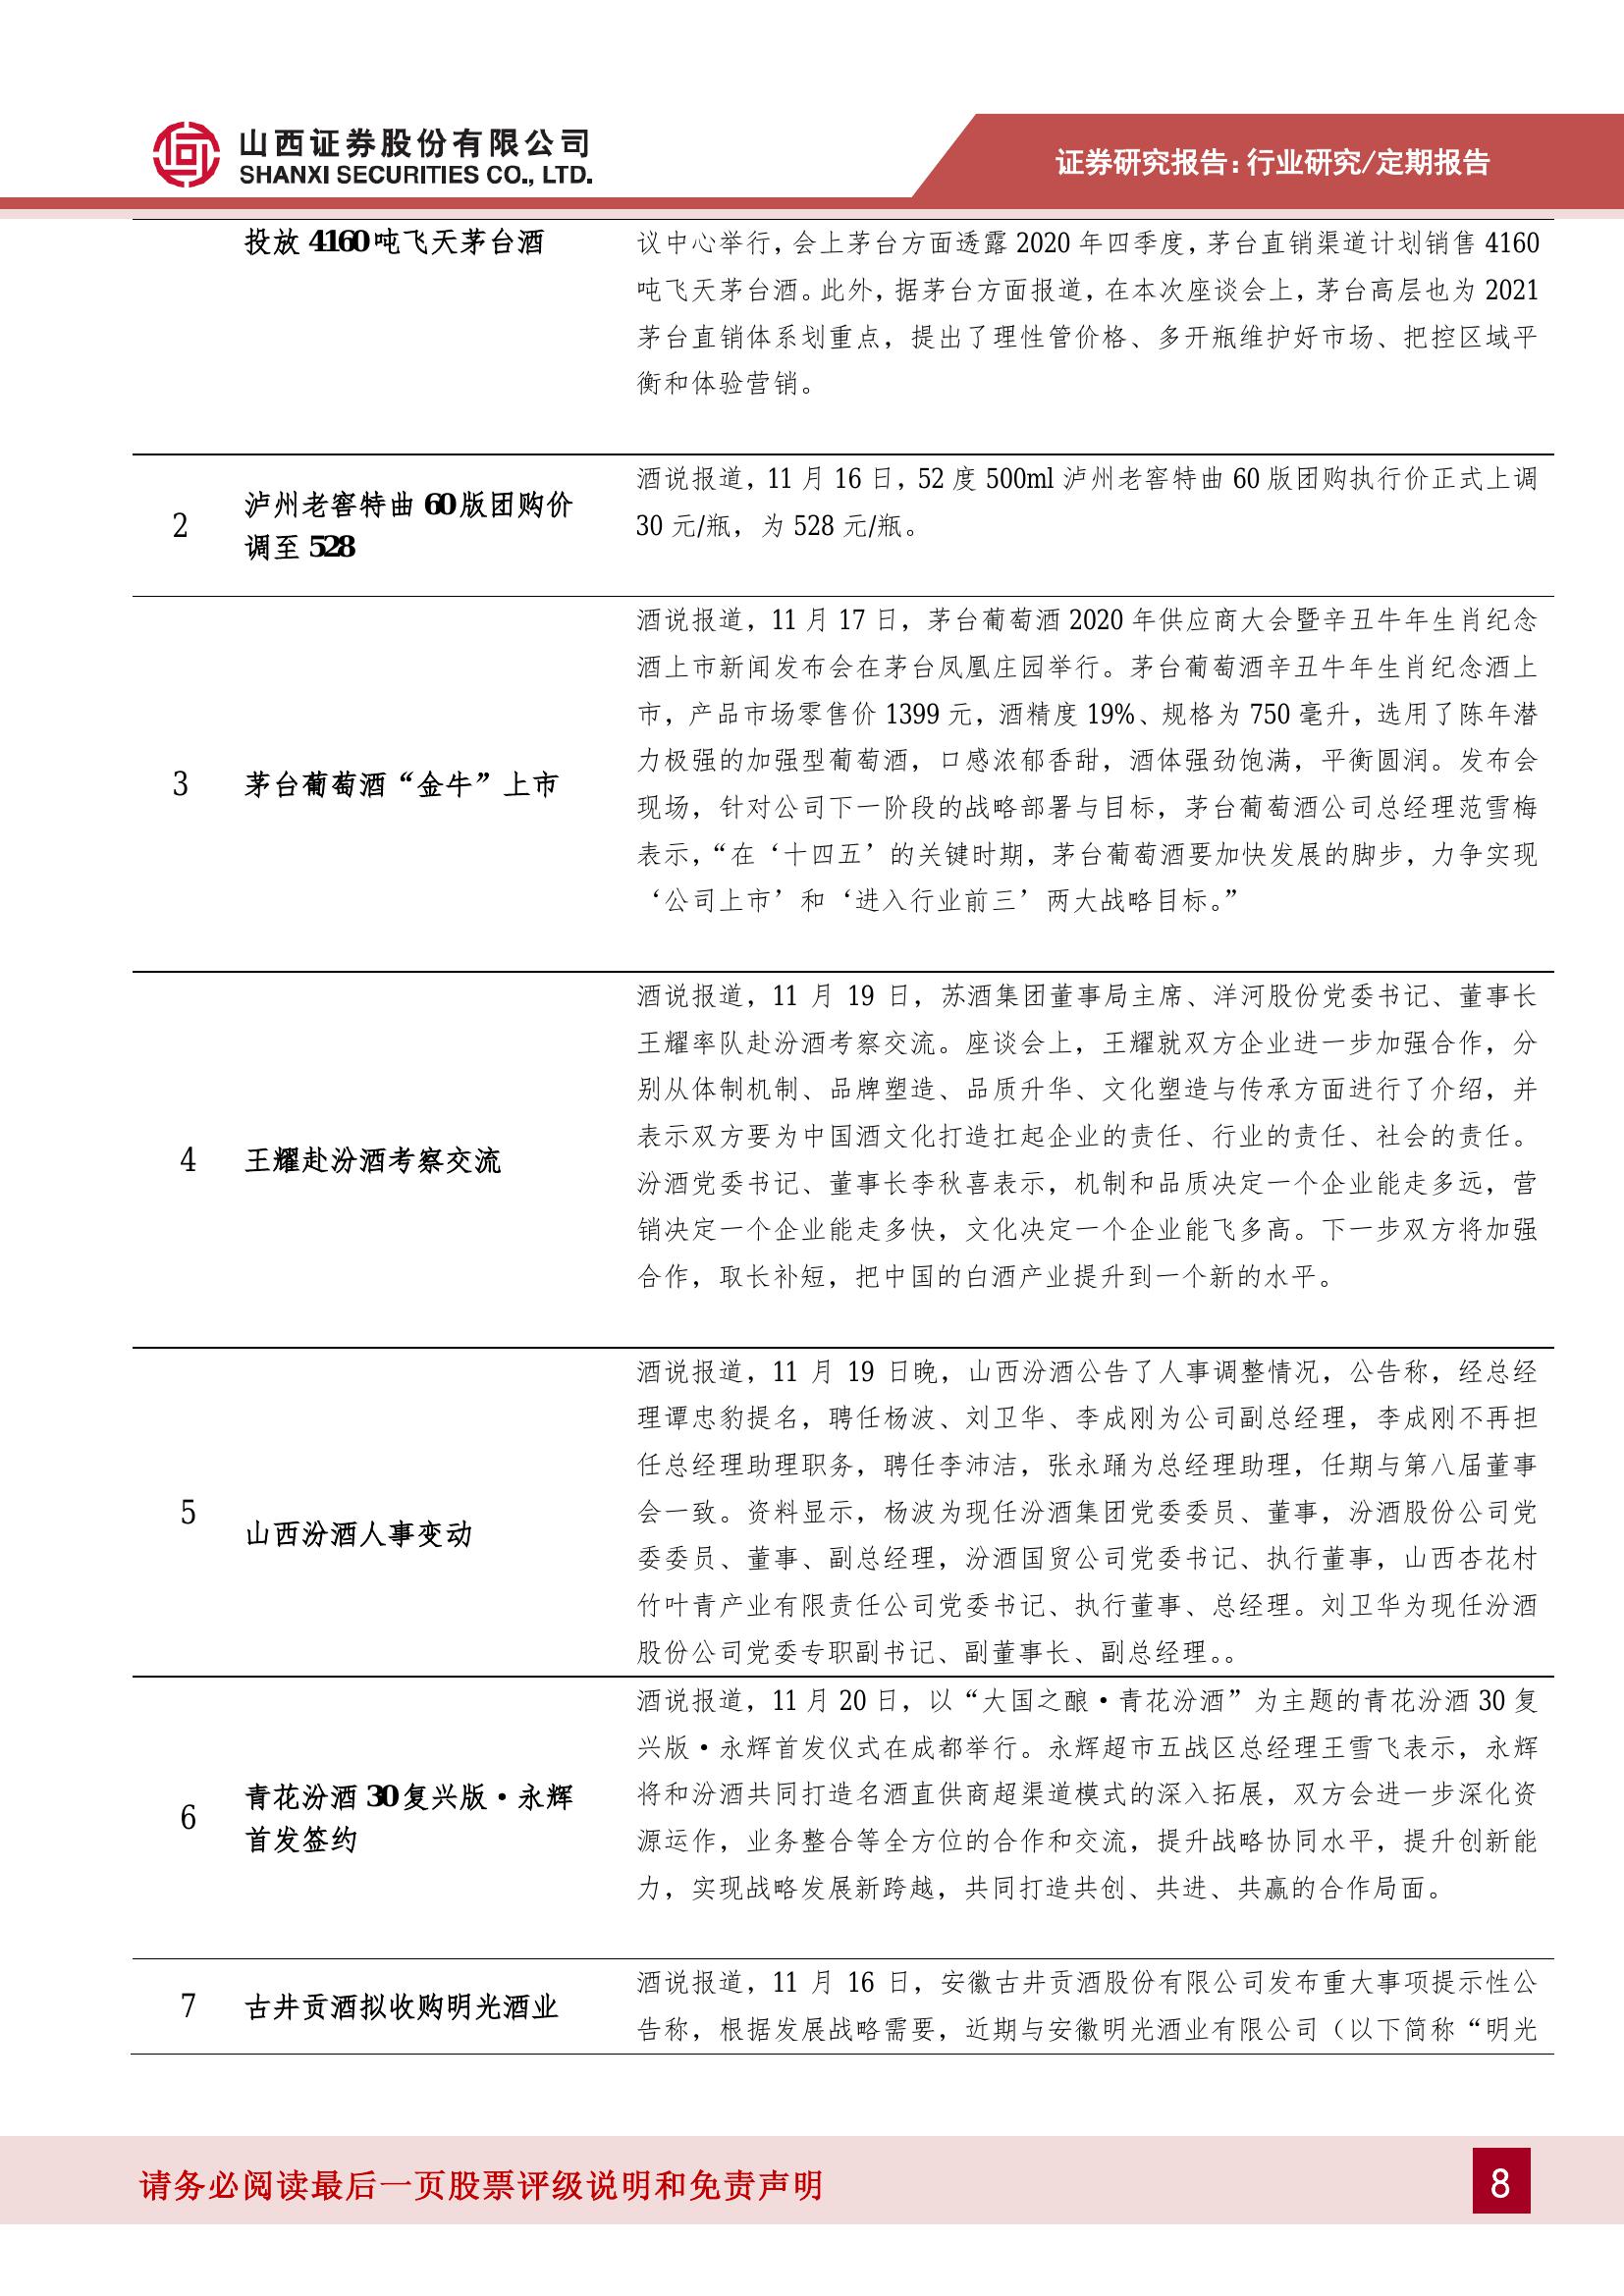 山西证券股份有限公司
SHANXI SECURITIES CO., LTD.
证券研究报告：行业研究/定期报告
投放 4160 吨飞天茅台酒
议中心举行，会上茅台方面透露 2020 年四季度，茅台直销渠道计划销售 4160
吨飞天茅台酒。此外，据茅台方面报道，在本次座谈会上，茅台高层也为 2021
茅台直销体系划重点，提出了理性管价格、多开瓶维护好市场、把控区域平
衡和体验营销。
2
泸州老窖特曲 60 版团购价
调至 528
酒说报道，11 月 16 日，52 度 500ml 泸州老窖特曲 60 版团购执行价正式上调
30 元/瓶，为 528 元/瓶。
3
茅台葡萄酒“金牛”上市
酒说报道，11 月 17 日，茅台葡萄酒 2020 年供应商大会暨辛丑牛年生肖纪念
酒上市新闻发布会在茅台凤凰庄园举行。茅台葡萄酒辛丑牛年生肖纪念酒上
市，产品市场零售价 1399 元，酒精度 19%、规格为 750 毫升，选用了陈年潜
力极强的加强型葡萄酒，口感浓郁香甜，酒体强劲饱满，平衡圆润。发布会
现场，针对公司下一阶段的战略部署与目标，茅台葡萄酒公司总经理范雪梅
表示，“在‘十四五’的关键时期，茅台葡萄酒要加快发展的脚步，力争实现
‘公司上市’和‘进入行业前三’两大战略目标。”
4
王耀赴汾酒考察交流
酒说报道，11 月 19 日，苏酒集团董事局主席、洋河股份党委书记、董事长
王耀率队赴汾酒考察交流。座谈会上，王耀就双方企业进一步加强合作，分
别从体制机制、品牌塑造、品质升华、文化塑造与传承方面进行了介绍，并
表示双方要为中国酒文化打造扛起企业的责任、行业的责任、社会的责任。
汾酒党委书记、董事长李秋喜表示，机制和品质决定一个企业能走多远，营
销决定一个企业能走多快，文化决定一个企业能飞多高。下一步双方将加强
合作，取长补短，把中国的白酒产业提升到一个新的水平。
5
山西汾酒人事变动
酒说报道，11 月 19 日晚，山西汾酒公告了人事调整情况，公告称，经总经
理谭忠豹提名，聘任杨波、刘卫华、李成刚为公司副总经理，李成刚不再担
任总经理助理职务，聘任李沛洁，张永踊为总经理助理，任期与第八届董事
会一致。资料显示，杨波为现任汾酒集团党委委员、董事，汾酒股份公司党
委委员、董事、副总经理，汾酒国贸公司党委书记、执行董事，山西杏花村
竹叶青产业有限责任公司党委书记、执行董事、总经理。刘卫华为现任汾酒
股份公司党委专职副书记、副董事长、副总经理。。
6
青花汾酒 30 复兴版·永辉
首发签约
酒说报道，11 月 20 日，以“大国之酿·青花汾酒”为主题的青花汾酒 30 复
兴版·永辉首发仪式在成都举行。永辉超市五战区总经理王雪飞表示，永辉
将和汾酒共同打造名酒直供商超渠道模式的深入拓展，双方会进一步深化资
源运作，业务整合等全方位的合作和交流，提升战略协同水平，提升创新能
力，实现战略发展新跨越，共同打造共创、共进、共赢的合作局面。
7
古井贡酒拟收购明光酒业
酒说报道，11 月 16 日，安徽古井贡酒股份有限公司发布重大事项提示性公
告称，根据发展战略需要，近期与安徽明光酒业有限公司（以下简称“明光
请务必阅读最后一页股票评级说明和免责声明
8